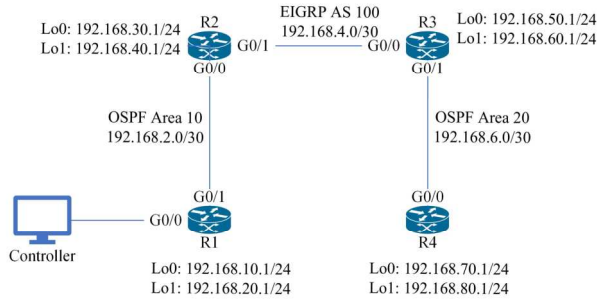 EIGRP AS 100
192.168.4.0/30
R2
Lo0: 192.168.30.1/24
Lo1: 192.168.40.1/24
G0/1
G0/0
R3
Lo0: 192.168.50.1/24
Lo1: 192.168.60.1/24
G0/0
G0/1
OSPF Area 10
192.168.2.0/30
OSPF Area 20
192.168.6.0/30
Controller
G0/0
G0/1
R1
Lo0: 192.168.10.1/24
Lo1: 192.168.20.1/24
G0/0
R4
Lo0: 192.168.70.1/24
Lo1: 192.168.80.1/24